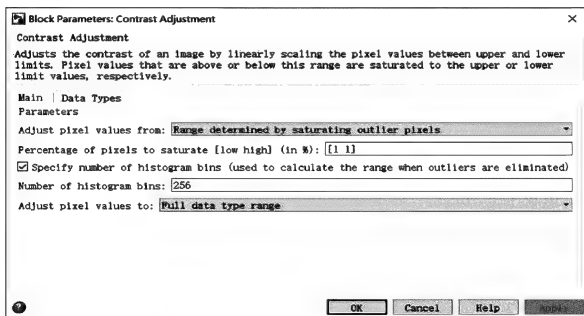 Block Parameters: Contrast Adjustment
Contrast Adjustment
Adjusts the contrast of an image by linearly scaling the pixel values between upper and lower
limits. Pixel values that are above or below this range are saturated to the upper or lower
limit values, respectively.
Main Data Types
Parameters
Adjust pixel values from: Range determined by saturating outlier pixels
Percentage of pixels to saturate [low high] (in %): [1 1]
Specify number of histogram bins (used to calculate the range when outliers are eliminated)
Number of histogram bins: 256
Adjust pixel values to: Full data type range
OK Cancel Help Apply